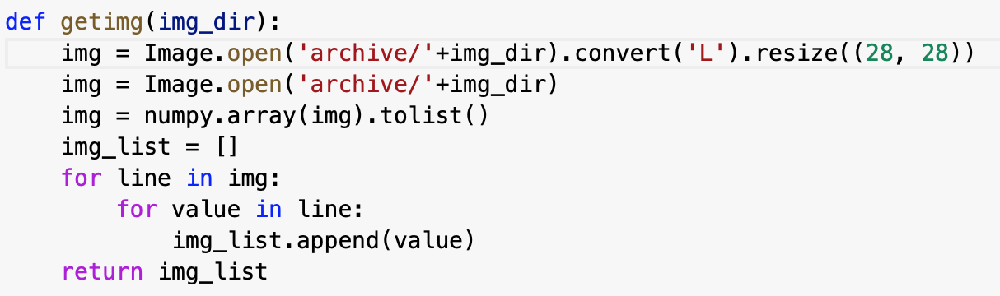 def getimg(img_dir):
    img = Image.open('archive/'+img_dir).convert('L').resize((28, 28))
    img = Image.open('archive/'+img_dir)
    img = numpy.array(img).tolist()
    img_list = []
    for line in img:
        for value in line:
            img_list.append(value)
    return img_list